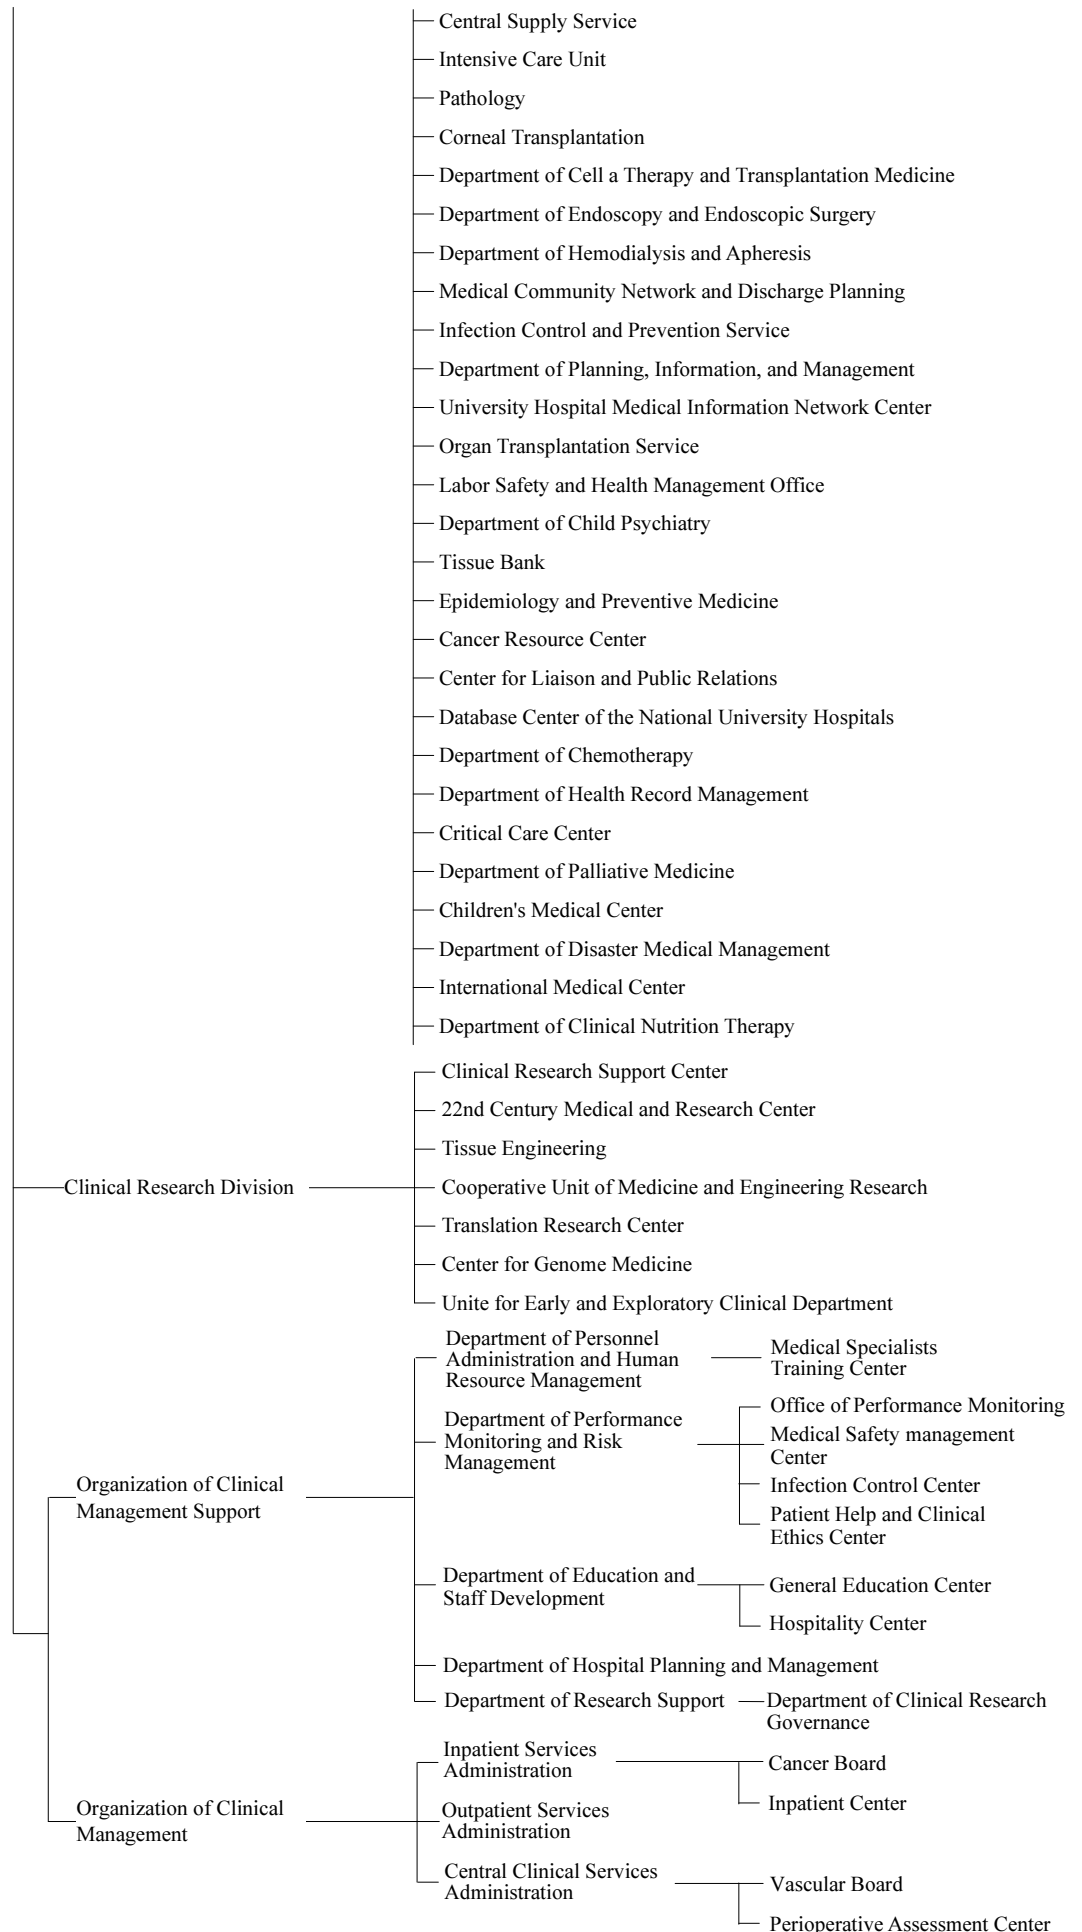 Central Supply Service
Intensive Care Unit
Pathology
Corneal Transplantation
Department of Cell a Therapy and Transplantation Medicine
Department of Endoscopy and Endoscopic Surgery
Department of Hemodialysis and Apheresis
Medical Community Network and Discharge Planning
Infection Control and Prevention Service
Department of Planning, Information, and Management
University Hospital Medical Information Network Center
Organ Transplantation Service
Labor Safety and Health Management Office
Department of Child Psychiatry
Tissue Bank
Epidemiology and Preventive Medicine
Cancer Resource Center
Center for Liaison and Public Relations
Database Center of the National University Hospitals
Department of Chemotherapy
Department of Health Record Management
Critical Care Center
Department of Palliative Medicine
Children's Medical Center
Department of Disaster Medical Management
International Medical Center
Department of Clinical Nutrition Therapy
Clinical Research Division
Clinical Research Support Center
22nd Century Medical and Research Center
Tissue Engineering
Cooperative Unit of Medicine and Engineering Research
Translation Research Center
Center for Genome Medicine
Unite for Early and Exploratory Clinical Department
Organization of Clinical
Management Support
Department of Personnel
Administration and Human
Resource Management
Medical Specialists
Training Center
Department of Performance
Monitoring and Risk
Management
Office of Performance Monitoring
Medical Safety management
Center
Infection Control Center
Patient Help and Clinical
Ethics Center
Department of Education and
Staff Development
General Education Center
Hospitality Center
Department of Hospital Planning and Management
Department of Research Support
Department of Clinical Research
Governance
Organization of Clinical
Management
Inpatient Services
Administration
Cancer Board
Inpatient Center
Outpatient Services
Administration
Central Clinical Services
Administration
Vascular Board
Perioperative Assessment Center